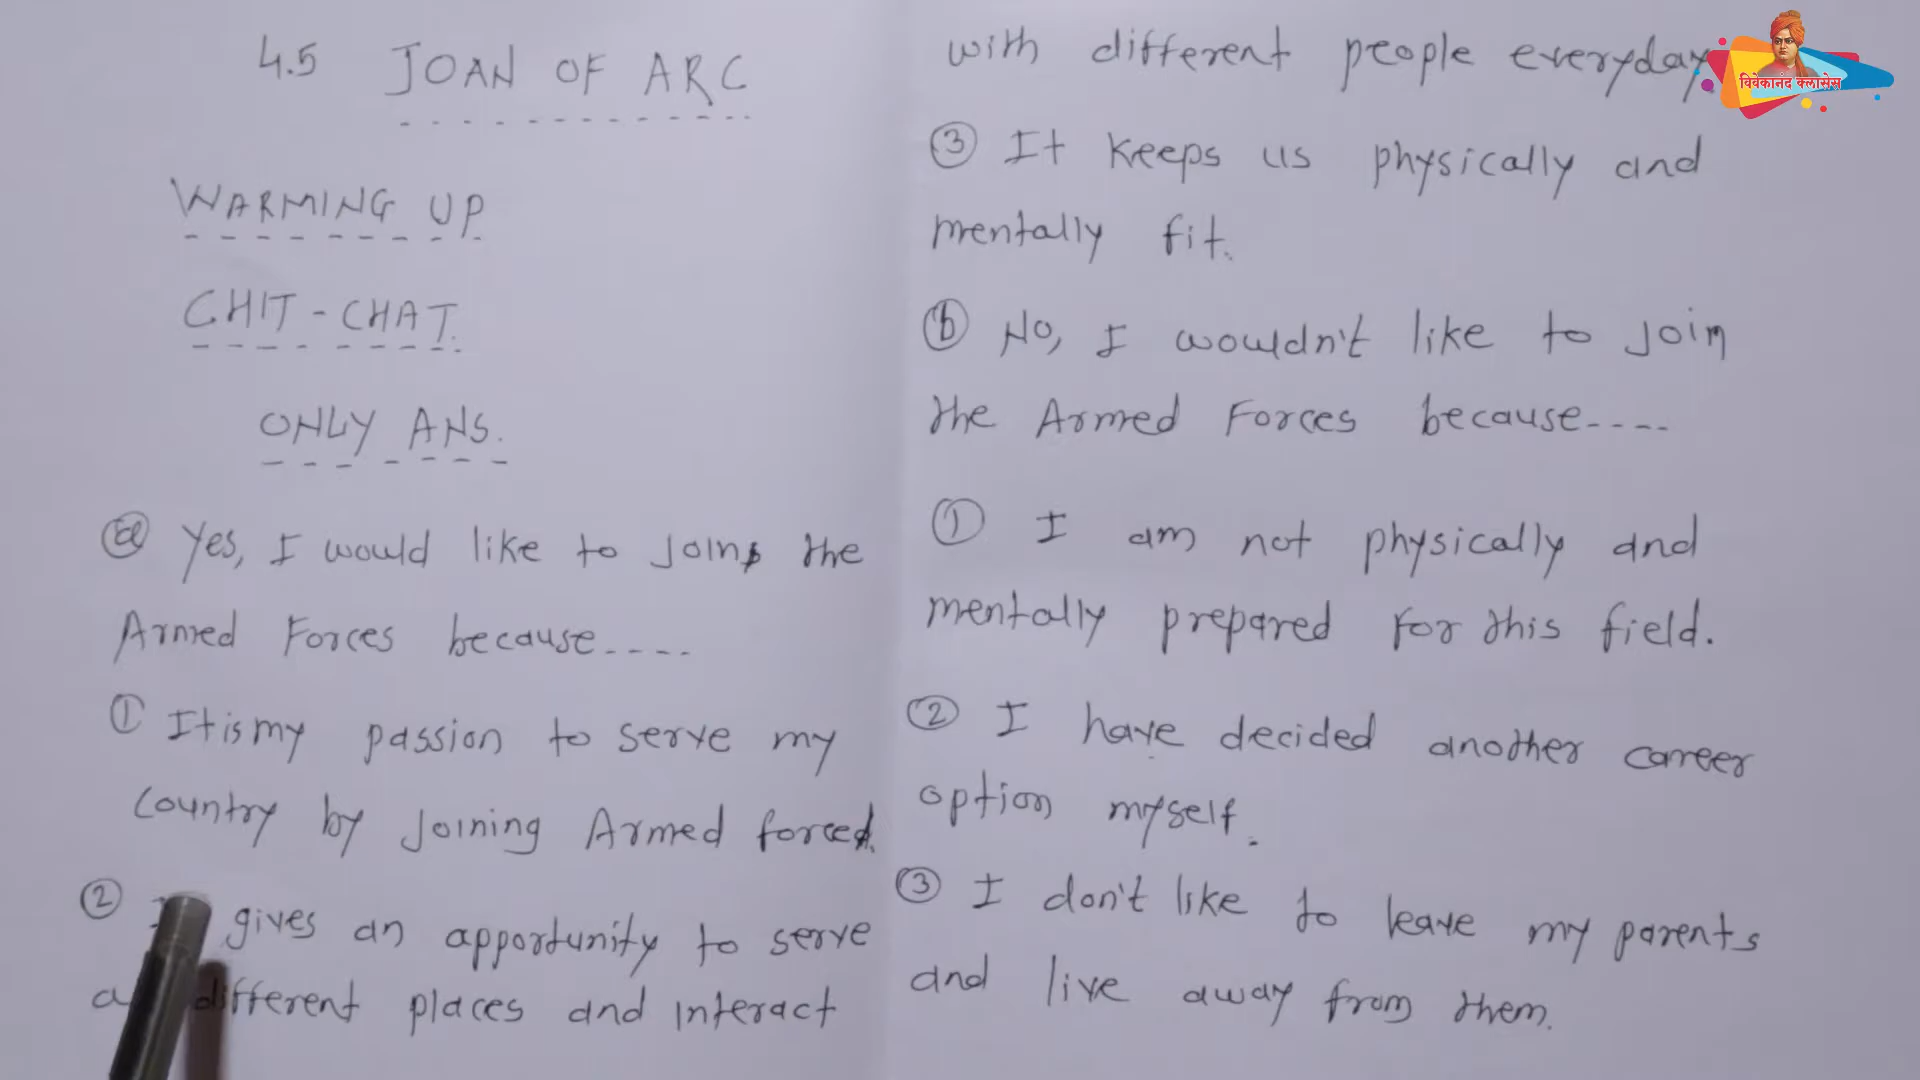 4.5 JOAN OF ARC
WARMING UP
CHIT-CHAT.
ONLY ANS.
a Yes, I would like to join the
Armed Forces because....
1 It is my passion to serve my
country by joining Armed forces.
2 gives an apportunity to serve
different places and interact
with different people everyday
3 It keeps us physically and
mentally fit.
b No, I wouldn't like to join
the Armed Forces because----
1 I am not physically and
mentally prepared for this field.
2 I have decided another career
option myself.
3 I don't like to leave my parents
and live away from them.
विवेकानंद क्लासेस